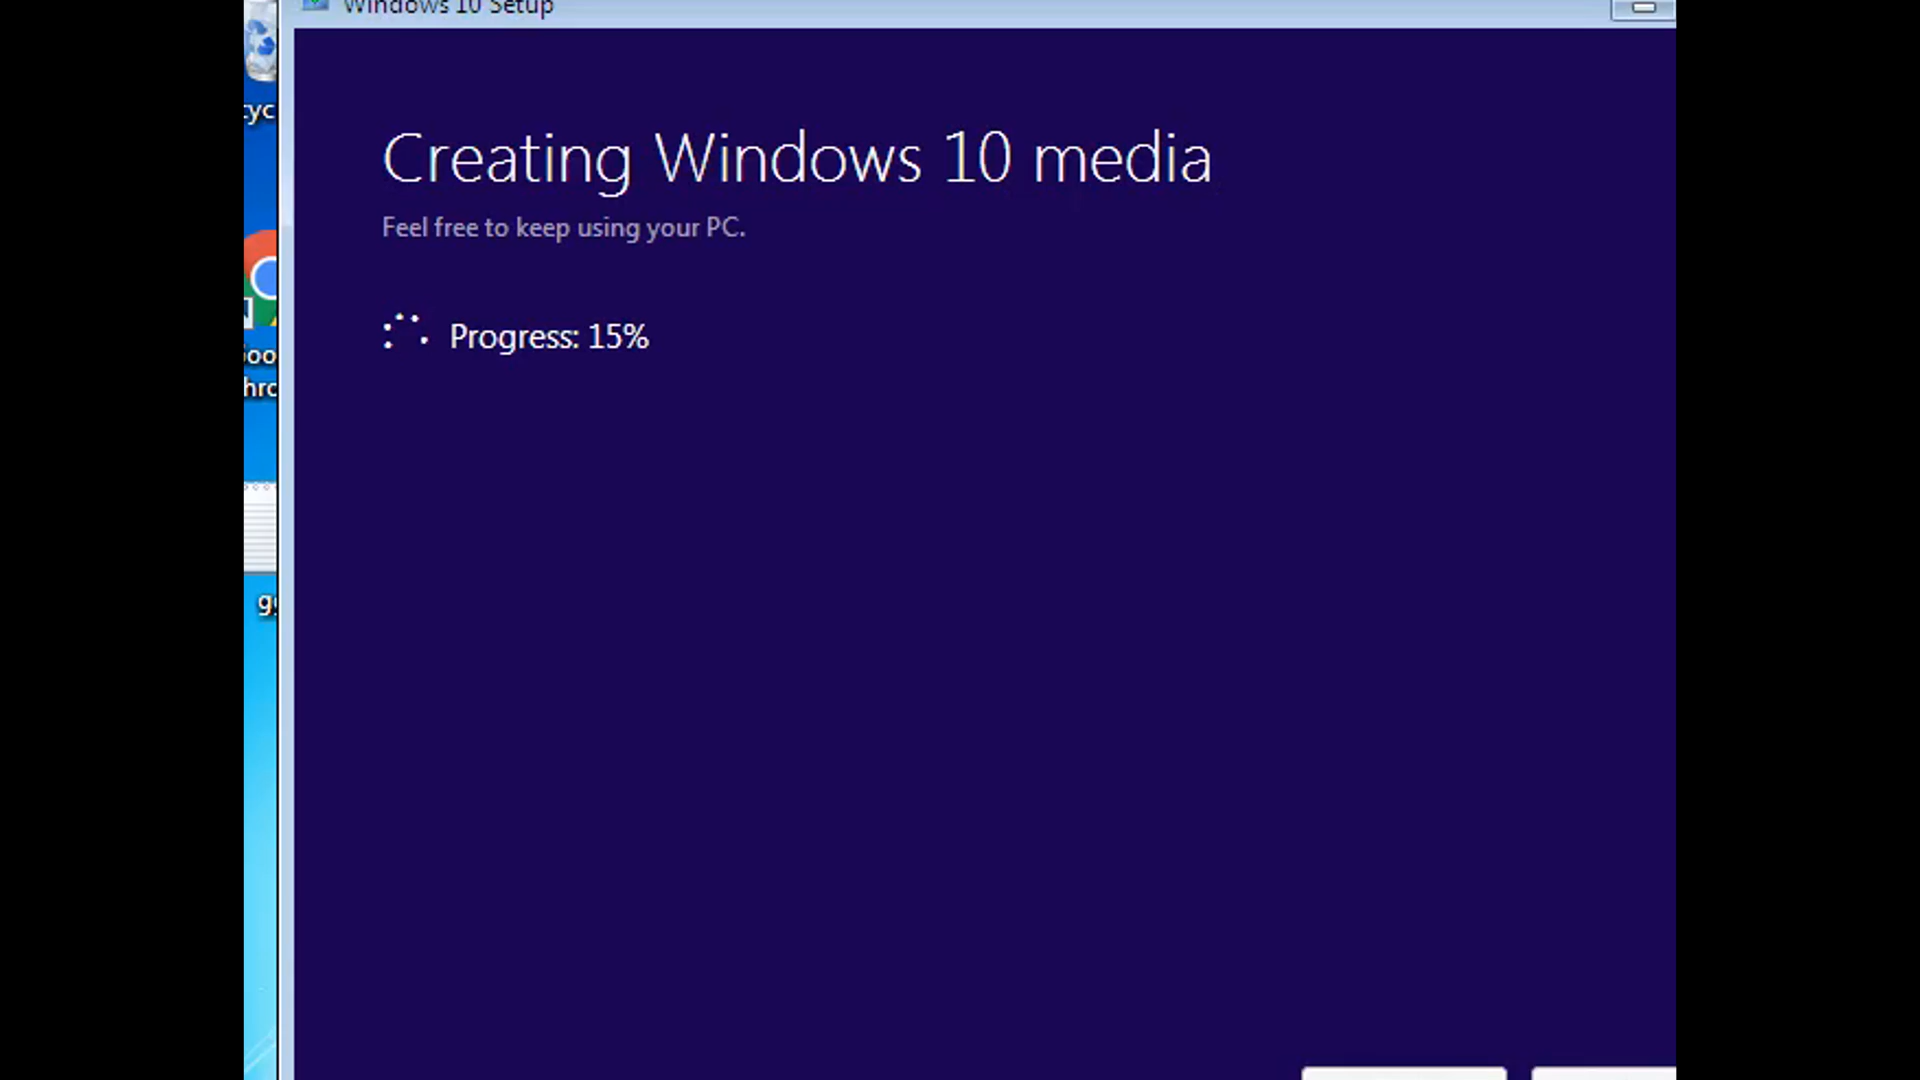 Windows 10 Setup
Creating Windows 10 media
Feel free to keep using your PC.
Progress: 15%